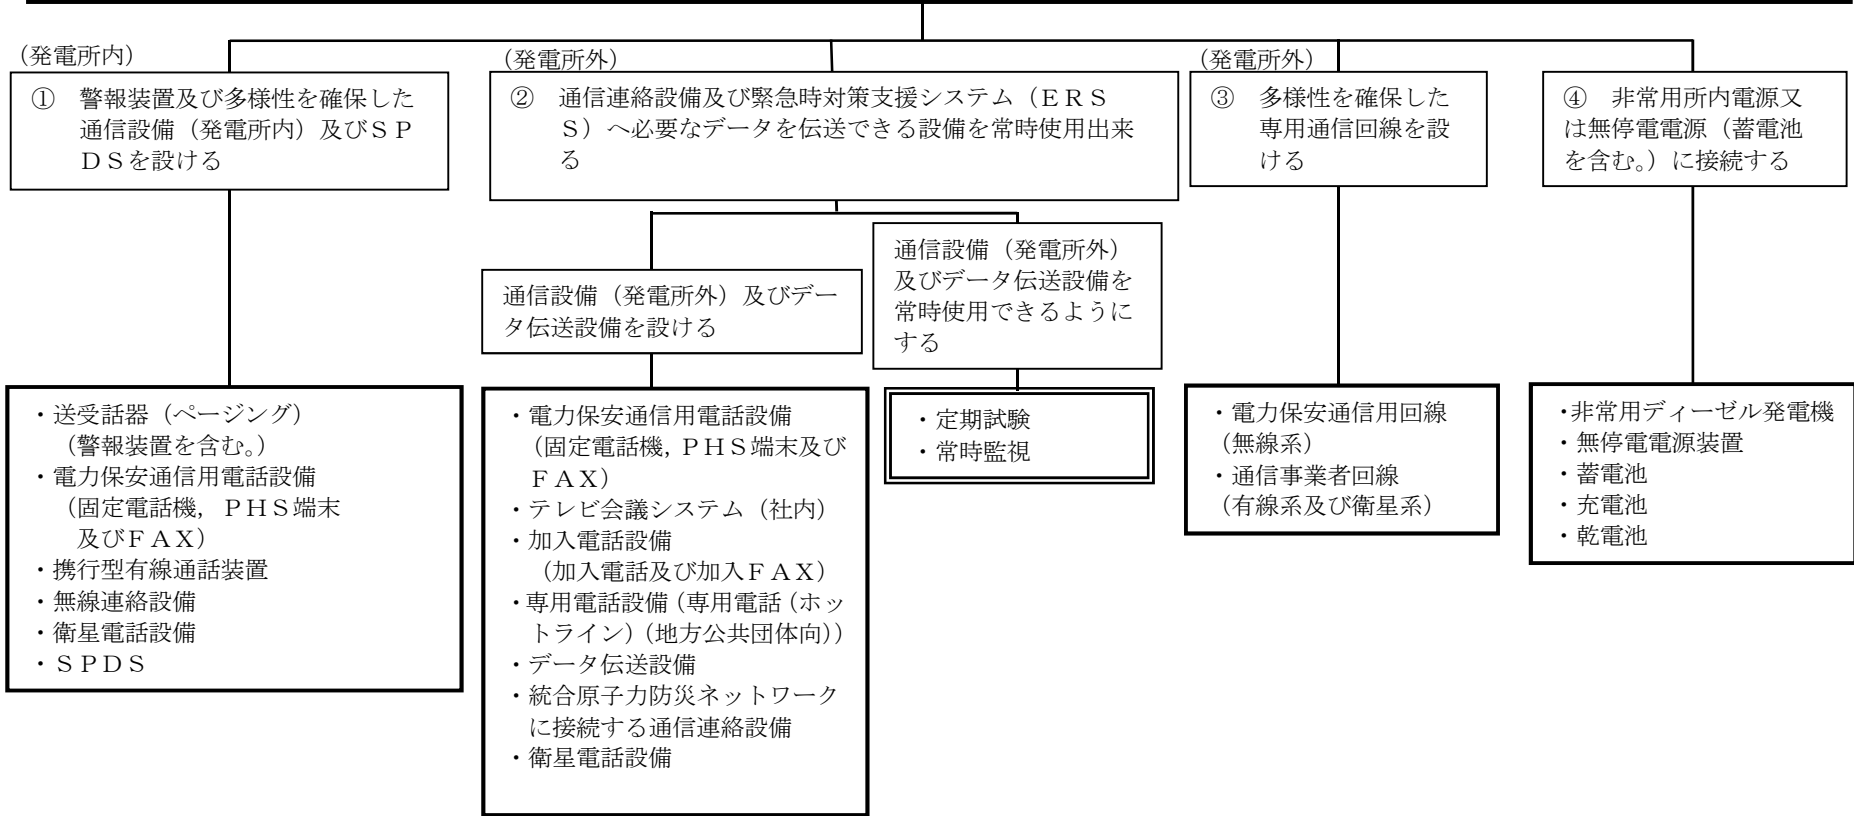 (発電所内)
① 警報装置及び多様性を確保した
通信設備（発電所内）及びＳＰ
ＤＳを設ける
・送受話器（ページング）
（警報装置を含む。）
・電力保安通信用電話設備
（固定電話機，ＰＨＳ端末
及びＦＡＸ）
・携行型有線通話装置
・無線連絡設備
・衛星電話設備
・ＳＰＤＳ
(発電所外)
② 通信連絡設備及び緊急時対策支援システム（ＥＲＳ
Ｓ）へ必要なデータを伝送できる設備を常時使用出来
る
通信設備（発電所外）及びデー
タ伝送設備を設ける
・電力保安通信用電話設備
（固定電話機，ＰＨＳ端末及び
ＦＡＸ）
・テレビ会議システム（社内）
・加入電話設備
（加入電話及び加入ＦＡＸ）
・専用電話設備（専用電話（ホッ
トライン）（地方公共団体向））
・データ伝送設備
・統合原子力防災ネットワーク
に接続する通信連絡設備
・衛星電話設備
通信設備（発電所外）
及びデータ伝送設備を
常時使用できるように
する
・定期試験
・常時監視
(発電所外)
③ 多様性を確保した
専用通信回線を設
ける
・電力保安通信用回線
（無線系）
・通信事業者回線
（有線系及び衛星系）
④ 非常用所内電源又
は無停電電源（蓄電池
を含む。）に接続する
・非常用ディーゼル発電機
・無停電電源装置
・蓄電池
・充電池
・乾電池